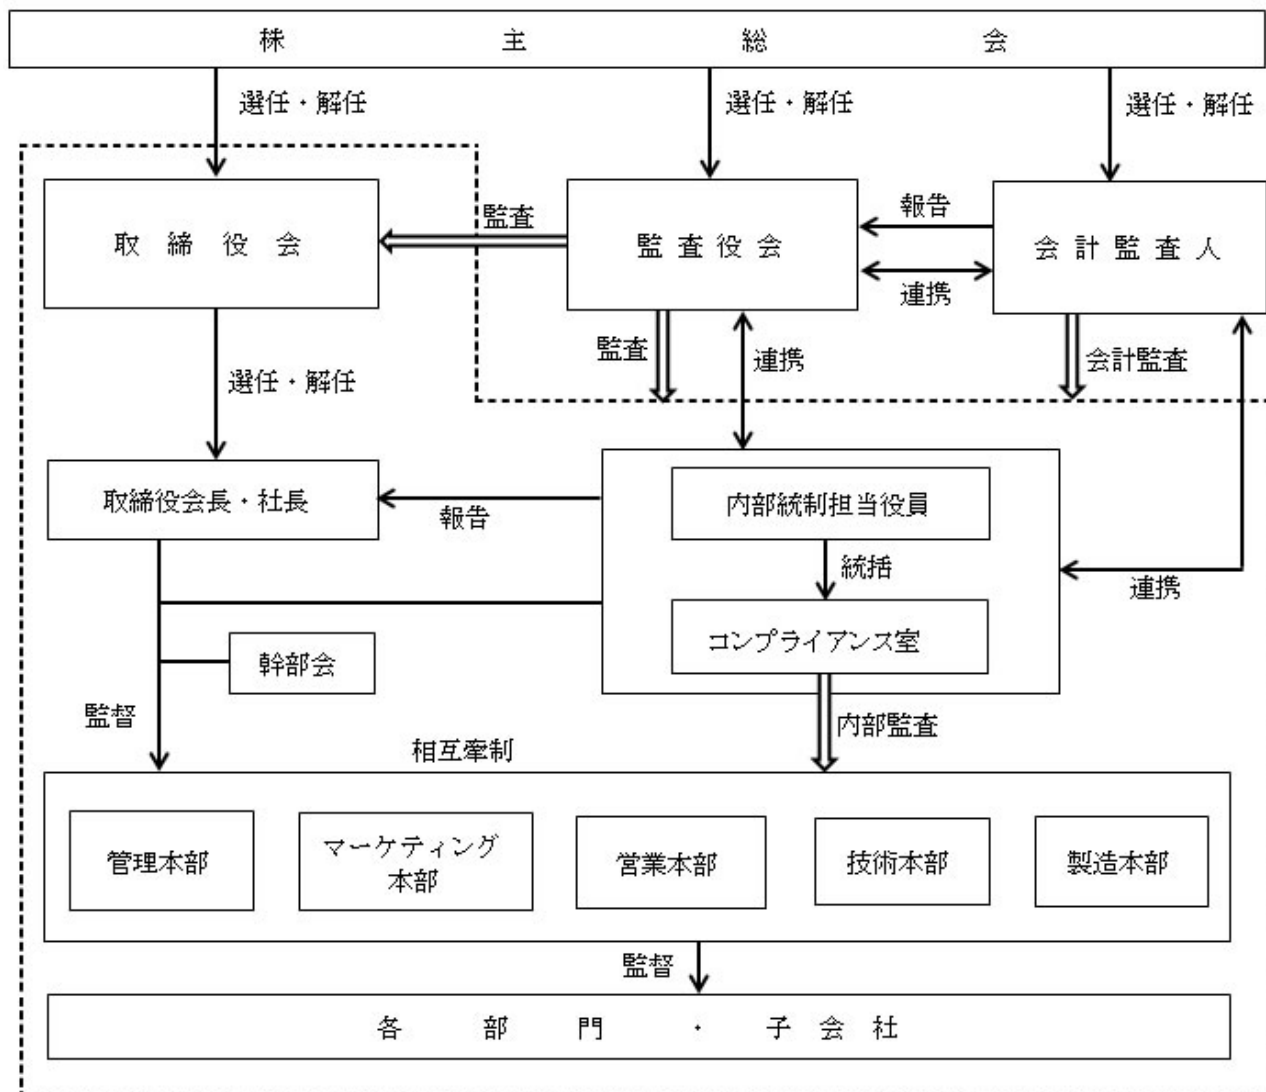 株主総会
選任・解任
選任・解任
選任・解任
取締役会
監査
監査役会
報告
連携
会計監査人
監査
連携
会計監査
選任・解任
取締役会長・社長
報告
内部統制担当役員
統括
コンプライアンス室
連携
幹部会
監督
内部監査
相互牽制
管理本部
マーケティング
本部
営業本部
技術本部
製造本部
監督
各部門・子会社